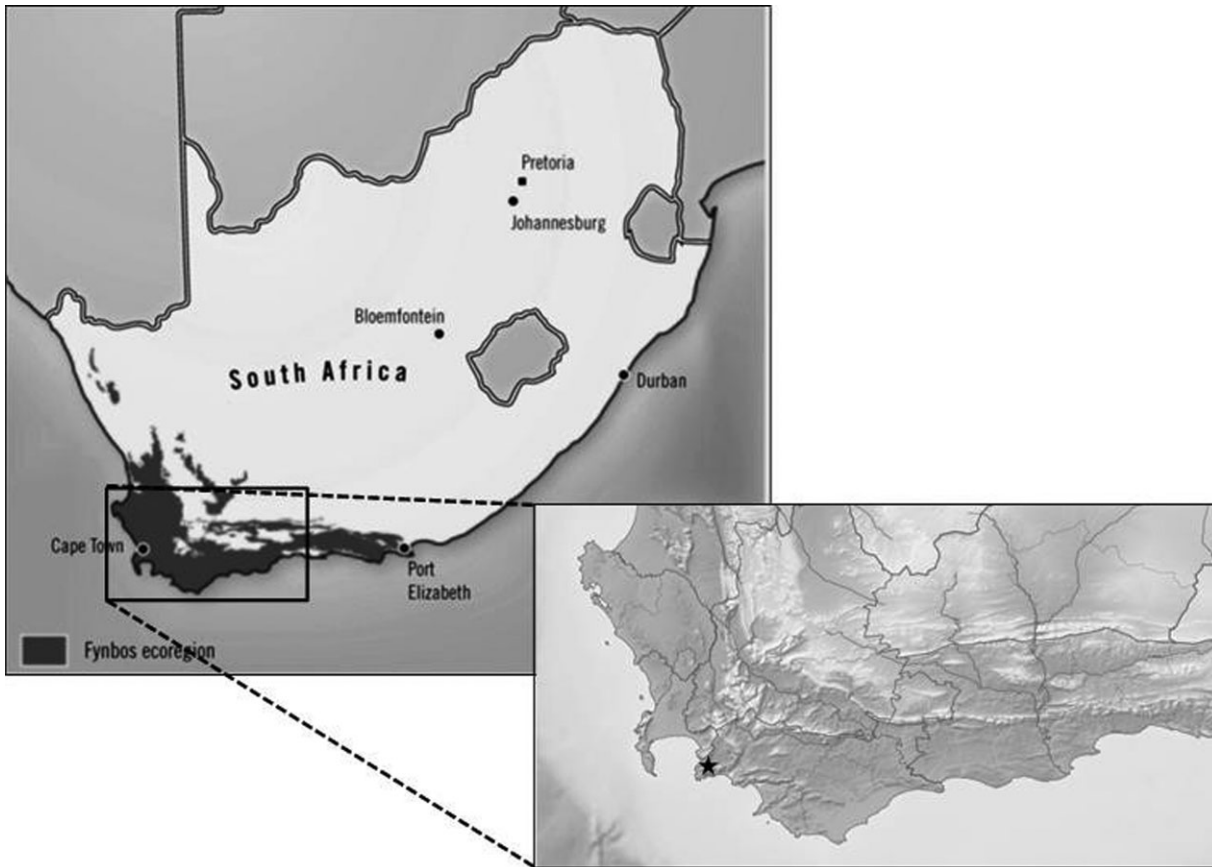 Pretoria
Johannesburg
Bloemfontein
South Africa
Durban
Cape Town
Port
Elizabeth
Fynbos ecoregion